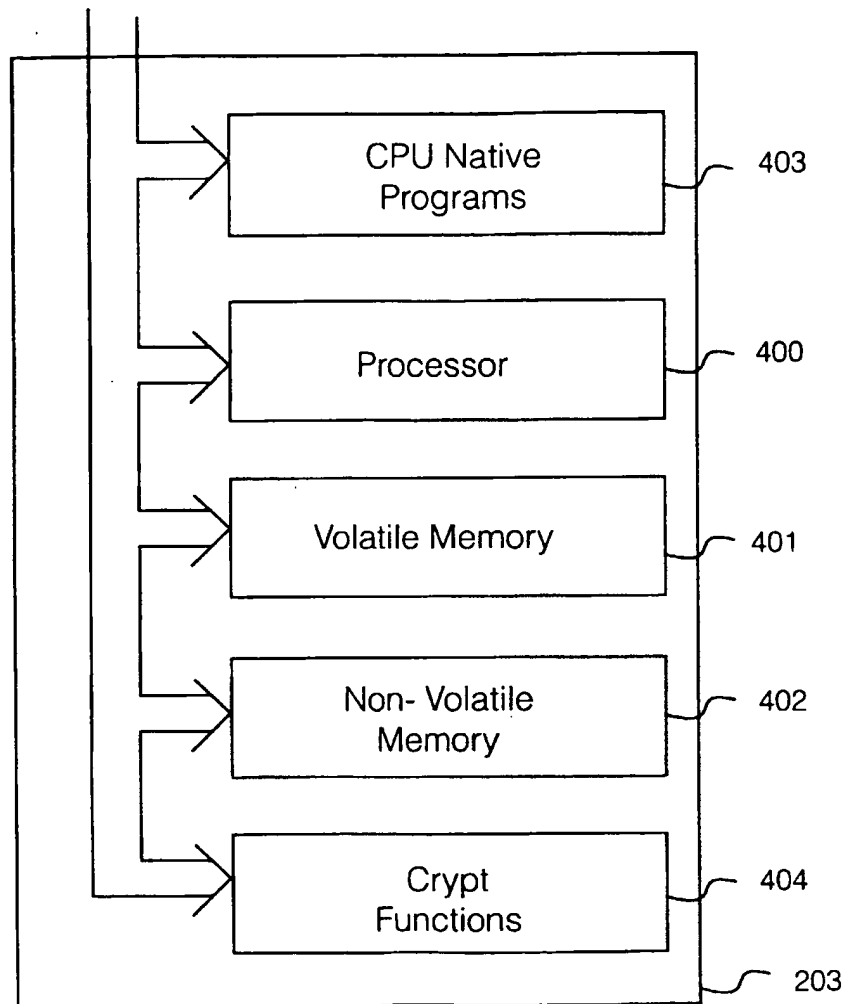 CPU Native
Programs
403
Processor
400
Volatile Memory
401
Non- Volatile
Memory
402
Crypt
Functions
404
203